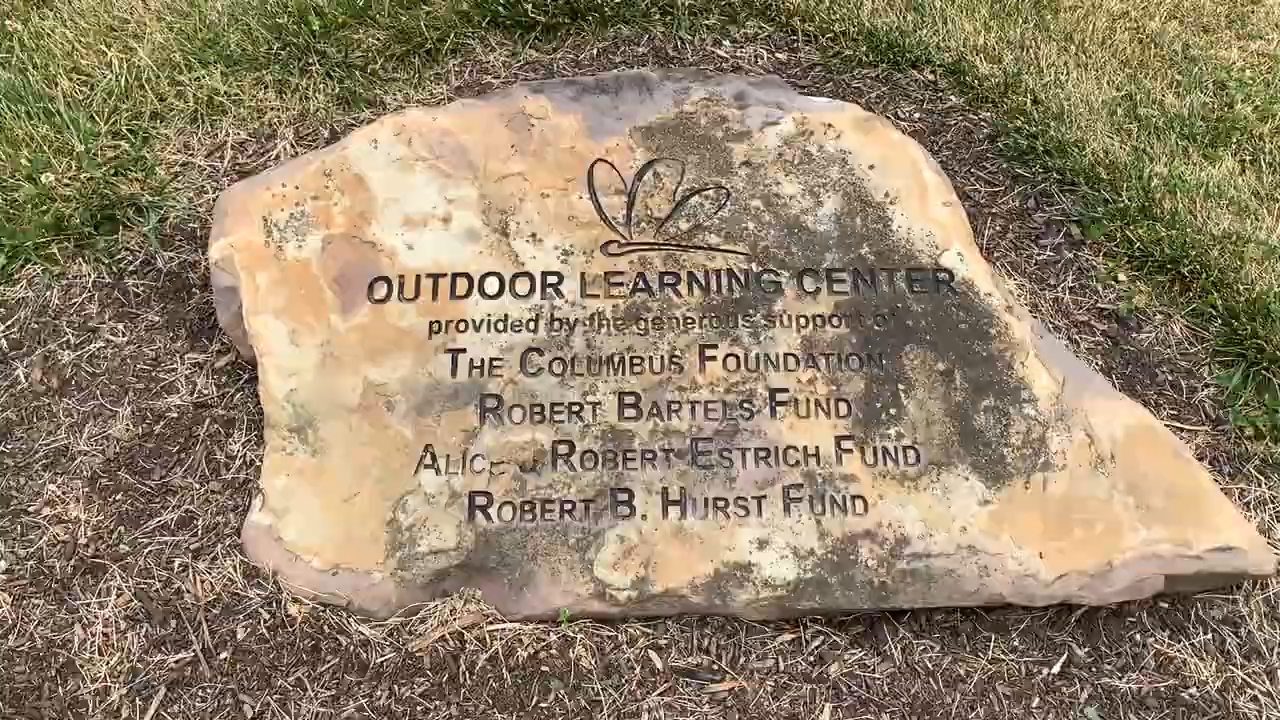 OUTDOOR LEARNING CENTER
provided by the generous support of
THE COLUMBUS FOUNDATION
ROBERT BARTELS FUND
ALICE ROBERT ESTRICH FUND
ROBERT B. HURST FUND